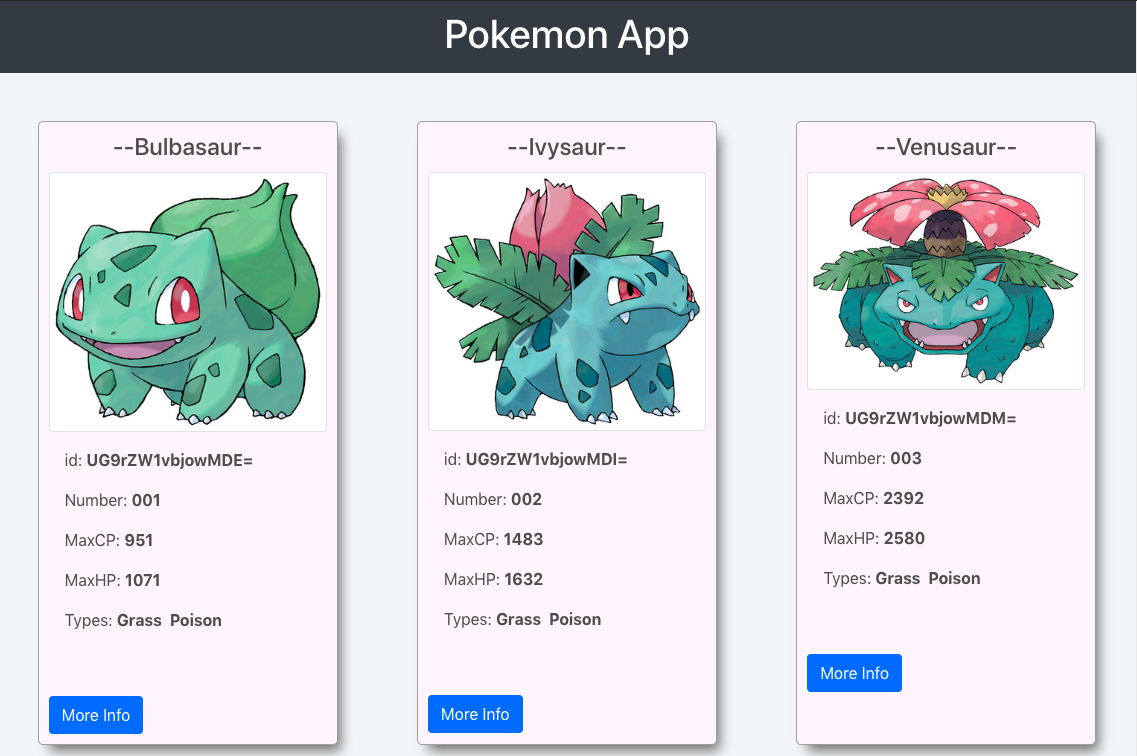 Pokemon App
--Bulbasaur--
id: UG9rZW1vbjowMDE=
Number: 001
MaxCP: 951
MaxHP: 1071
Types: Grass Poison
More Info
--Ivysaur--
id: UG9rZW1vbjowMDI=
Number: 002
MaxCP: 1483
MaxHP: 1632
Types: Grass Poison
More Info
--Venusaur--
id: UG9rZW1vbjowMDM=
Number: 003
MaxCP: 2392
MaxHP: 2580
Types: Grass Poison
More Info